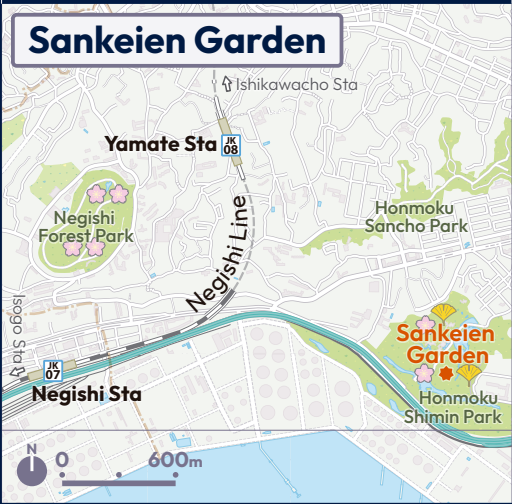 Sankeien Garden
Ishikawacho Sta
Yamate Sta
JK
08
Negishi
Forest Park
Honmoku
Sancho Park
Negishi Line
Isogo Sta
Sankeien
Garden
JK
07
Negishi Sta
Honmoku
Shimin Park
N
0
600m